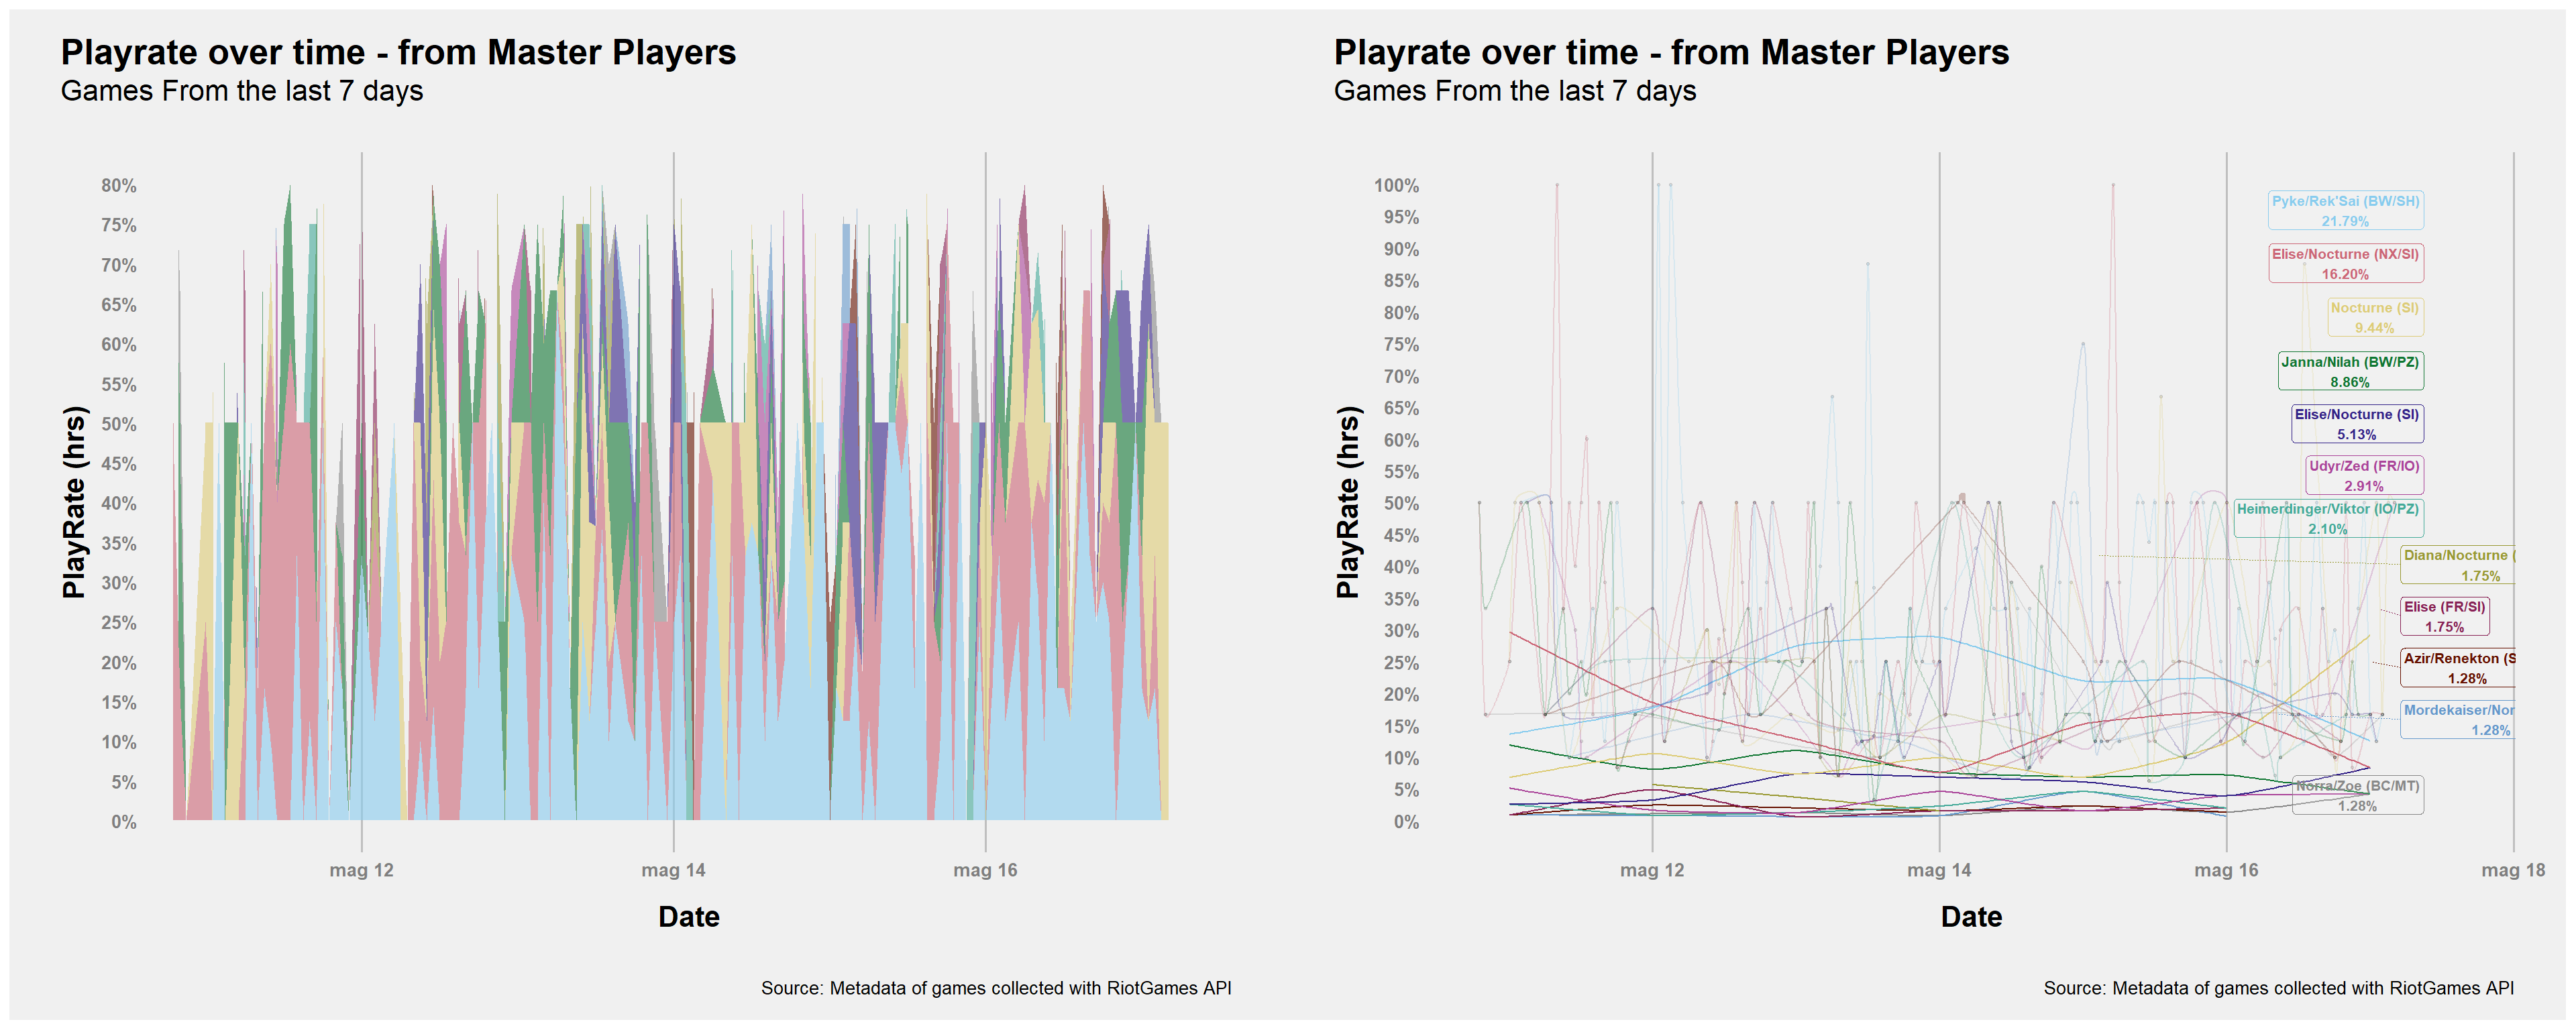 Playrate over time - from Master Players
Games From the last 7 days
80%
75%
70%
65%
60%
55%
50%
45%
40%
35%
30%
25%
20%
15%
10%
5%
0%
PlayRate (hrs)
mag 12
mag 14
mag 16
Date
Source: Metadata of games collected with RiotGames API
Playrate over time - from Master Players
Games From the last 7 days
100%
95%
90%
85%
80%
75%
70%
65%
60%
55%
50%
45%
40%
35%
30%
25%
20%
15%
10%
5%
0%
PlayRate (hrs)
Pyke/Rek'Sai (BW/SH)
21.79%
Elise/Nocturne (NX/SI)
16.20%
Nocturne (SI)
9.44%
Janna/Nilah (BW/PZ)
8.86%
Elise/Nocturne (SI)
5.13%
Udyr/Zed (FR/IO)
2.91%
Heimerdinger/Viktor (IO/PZ)
2.10%
Diana/Nocturne (
1.75%
Elise (FR/SI)
1.75%
Azir/Renekton (S
1.28%
Mordekaiser/Nor
1.28%
Norra/Zoe (BC/MT)
1.28%
mag 12
mag 14
mag 16
mag 18
Date
Source: Metadata of games collected with RiotGames API